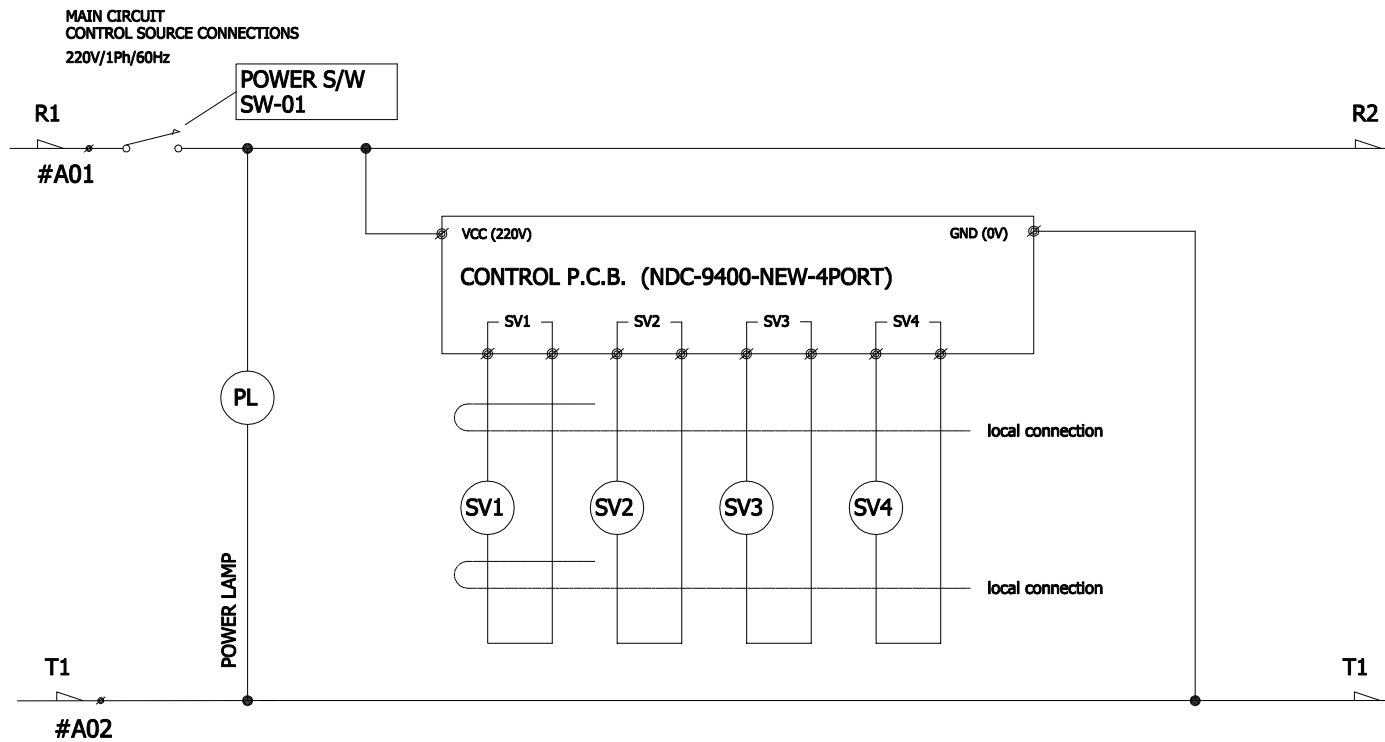 MAIN CIRCUIT
CONTROL SOURCE CONNECTIONS
220V/1Ph/60Hz
POWER S/W
SW-01
R1
R2
#A01
VCC (220V)
GND (0V)
CONTROL P.C.B. (NDC-9400-NEW-4PORT)
SV1
SV2
SV3
SV4
PL
local connection
SV1
SV2
SV3
SV4
POWER LAMP
local connection
T1
T1
#A02